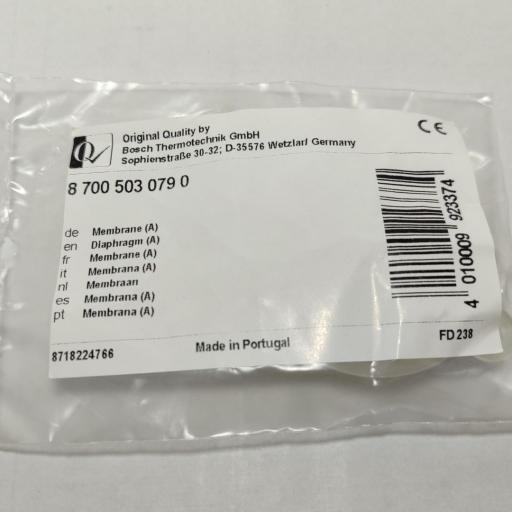 Original Quality by
Bosch Thermotechnik GmbH
Sophienstraße 30-32; D-35576 Wetzlar/ Germany
CE
8 700 503 079 0
de Membrane (A)
en Diaphragm (A)
fr Membrane (A)
it Membrana (A)
nl Membraan
es Membrana (A)
pt Membrana (A)
4 010009 923374
8718224766
Made in Portugal
FD 238